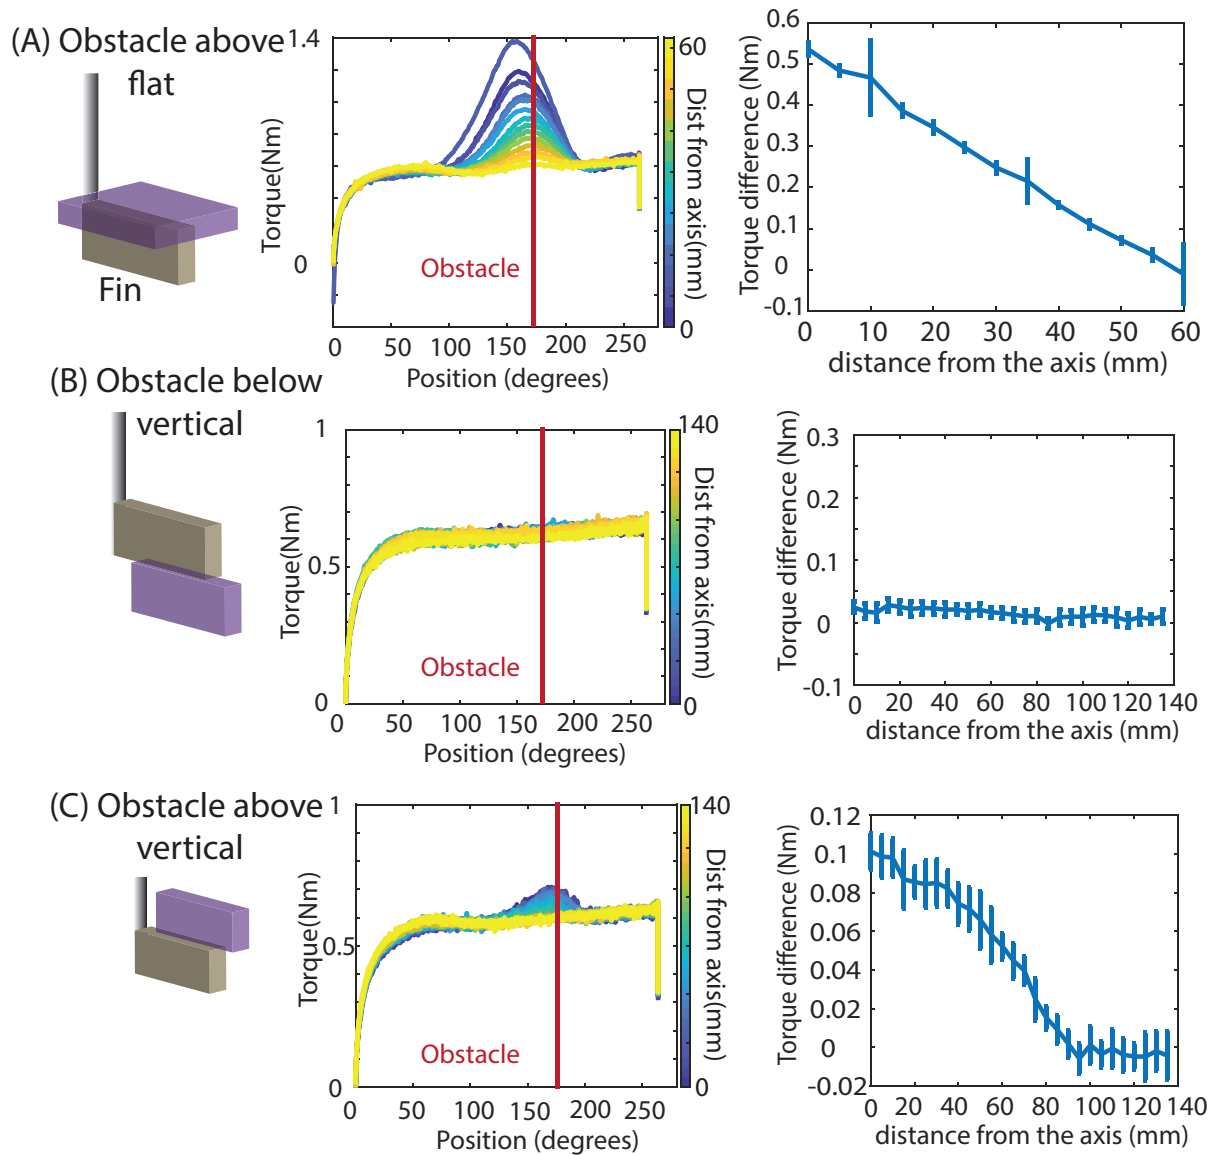 (A) Obstacle above
flat
Fin
1.4
0
Torque(Nm)
Obstacle
0 50 100 150 200 250
Position (degrees)
60
0
Dist from axis(mm)
Torque difference (Nm)
0.6
0.5
0.4
0.3
0.2
0.1
0
-0.1
0 10 20 30 40 50 60
distance from the axis (mm)
(B) Obstacle below
vertical
1
0.5
0
Torque(Nm)
Obstacle
0 50 100 150 200 250
Position (degrees)
140
0
Dist from axis(mm)
Torque difference (Nm)
0.3
0.2
0.1
0
-0.1
0 20 40 60 80 100 120 140
distance from the axis (mm)
(C) Obstacle above
vertical
1
0.5
0
Torque(Nm)
Obstacle
0 50 100 150 200 250
Position (degrees)
140
0
Dist from axis(mm)
Torque difference (Nm)
0.12
0.1
0.08
0.06
0.04
0.02
0
-0.02
0 20 40 60 80 100 120 140
distance from the axis (mm)